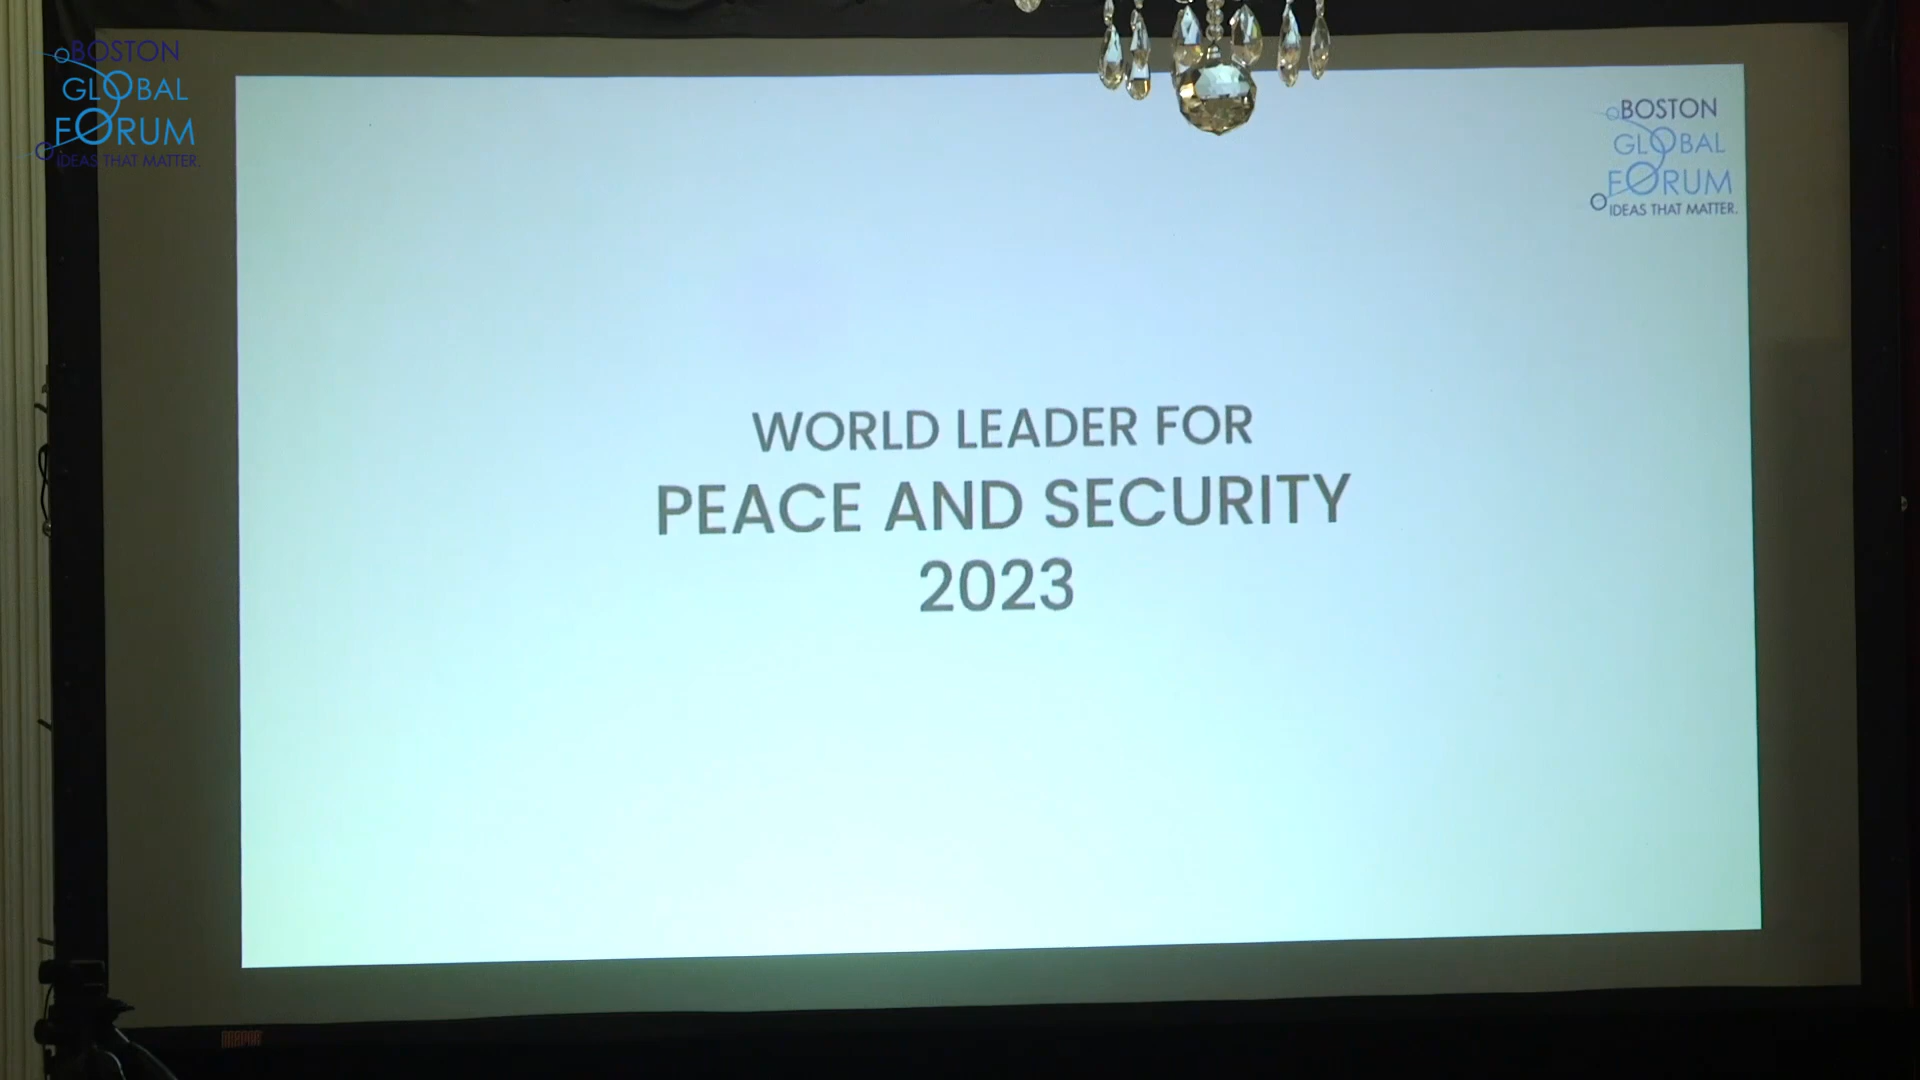 BOSTON
GLOBAL
FORUM
IDEAS THAT MATTER.
BOSTON
GLOBAL
FORUM
IDEAS THAT MATTER.
WORLD LEADER FOR
PEACE AND SECURITY
2023
DRAPER